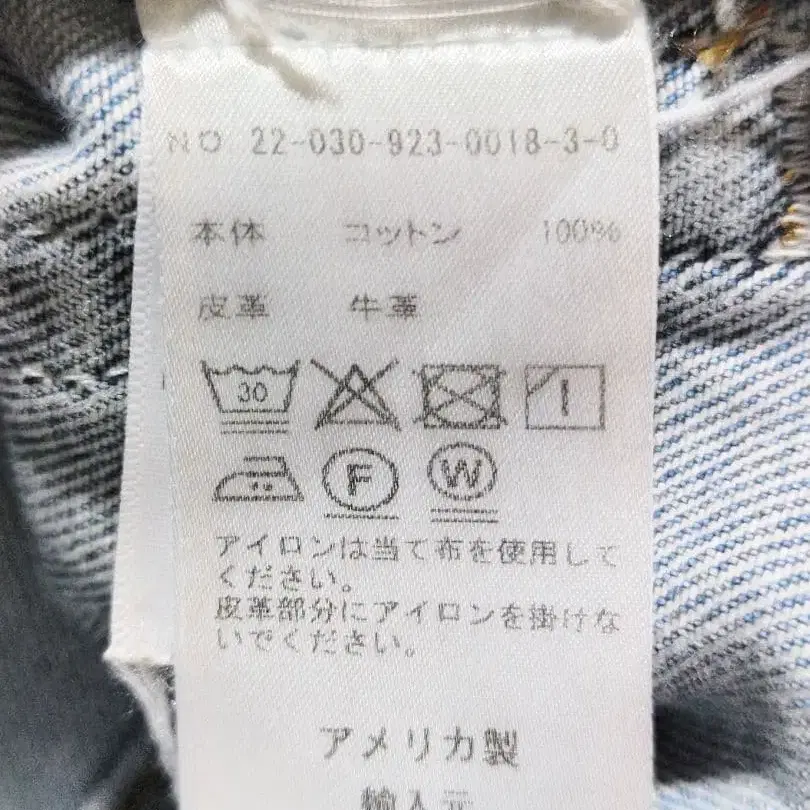 NO 22-030-923-0018-3-0
本体 コットン 100%
皮革 牛革
30
F W
アイロンは当て布を使用して
ください。
皮革部分にアイロンを掛けな
いでください。
アメリカ製
輸入元